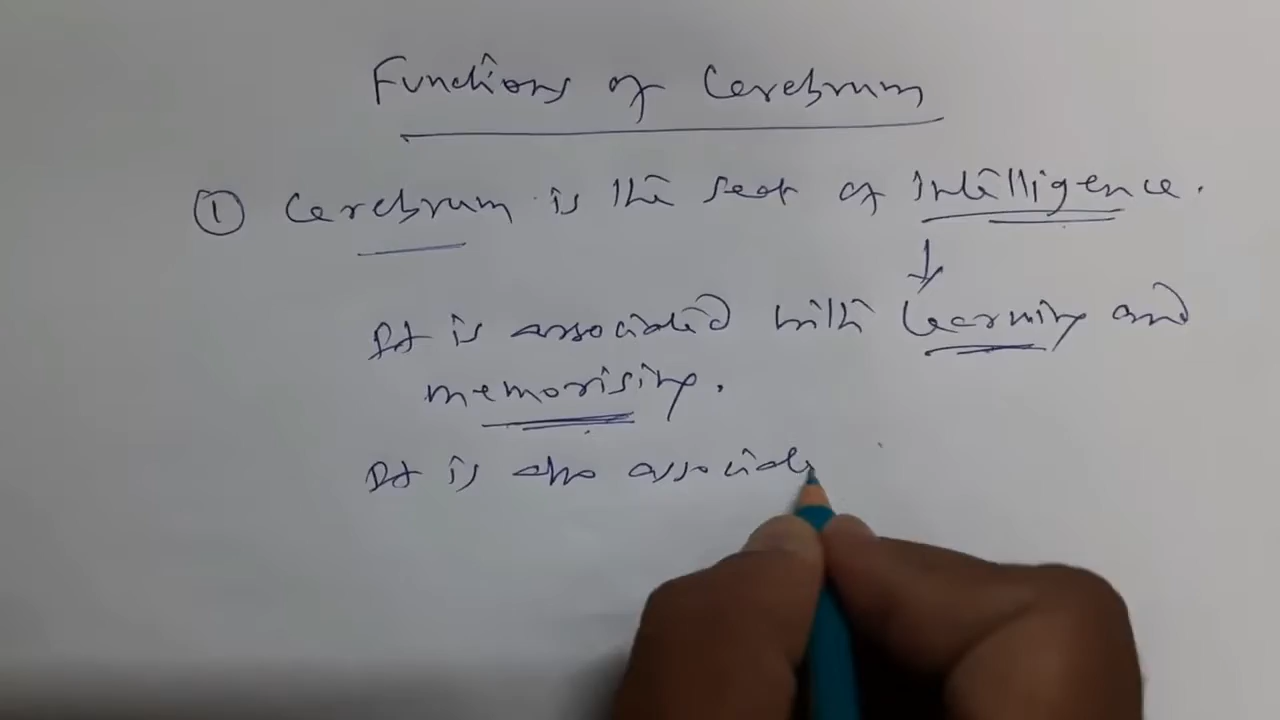 Functions of Cerebrum
① Cerebrum is the seat of Intelligence.
It is associated with learning and
memorising.
It is also associate